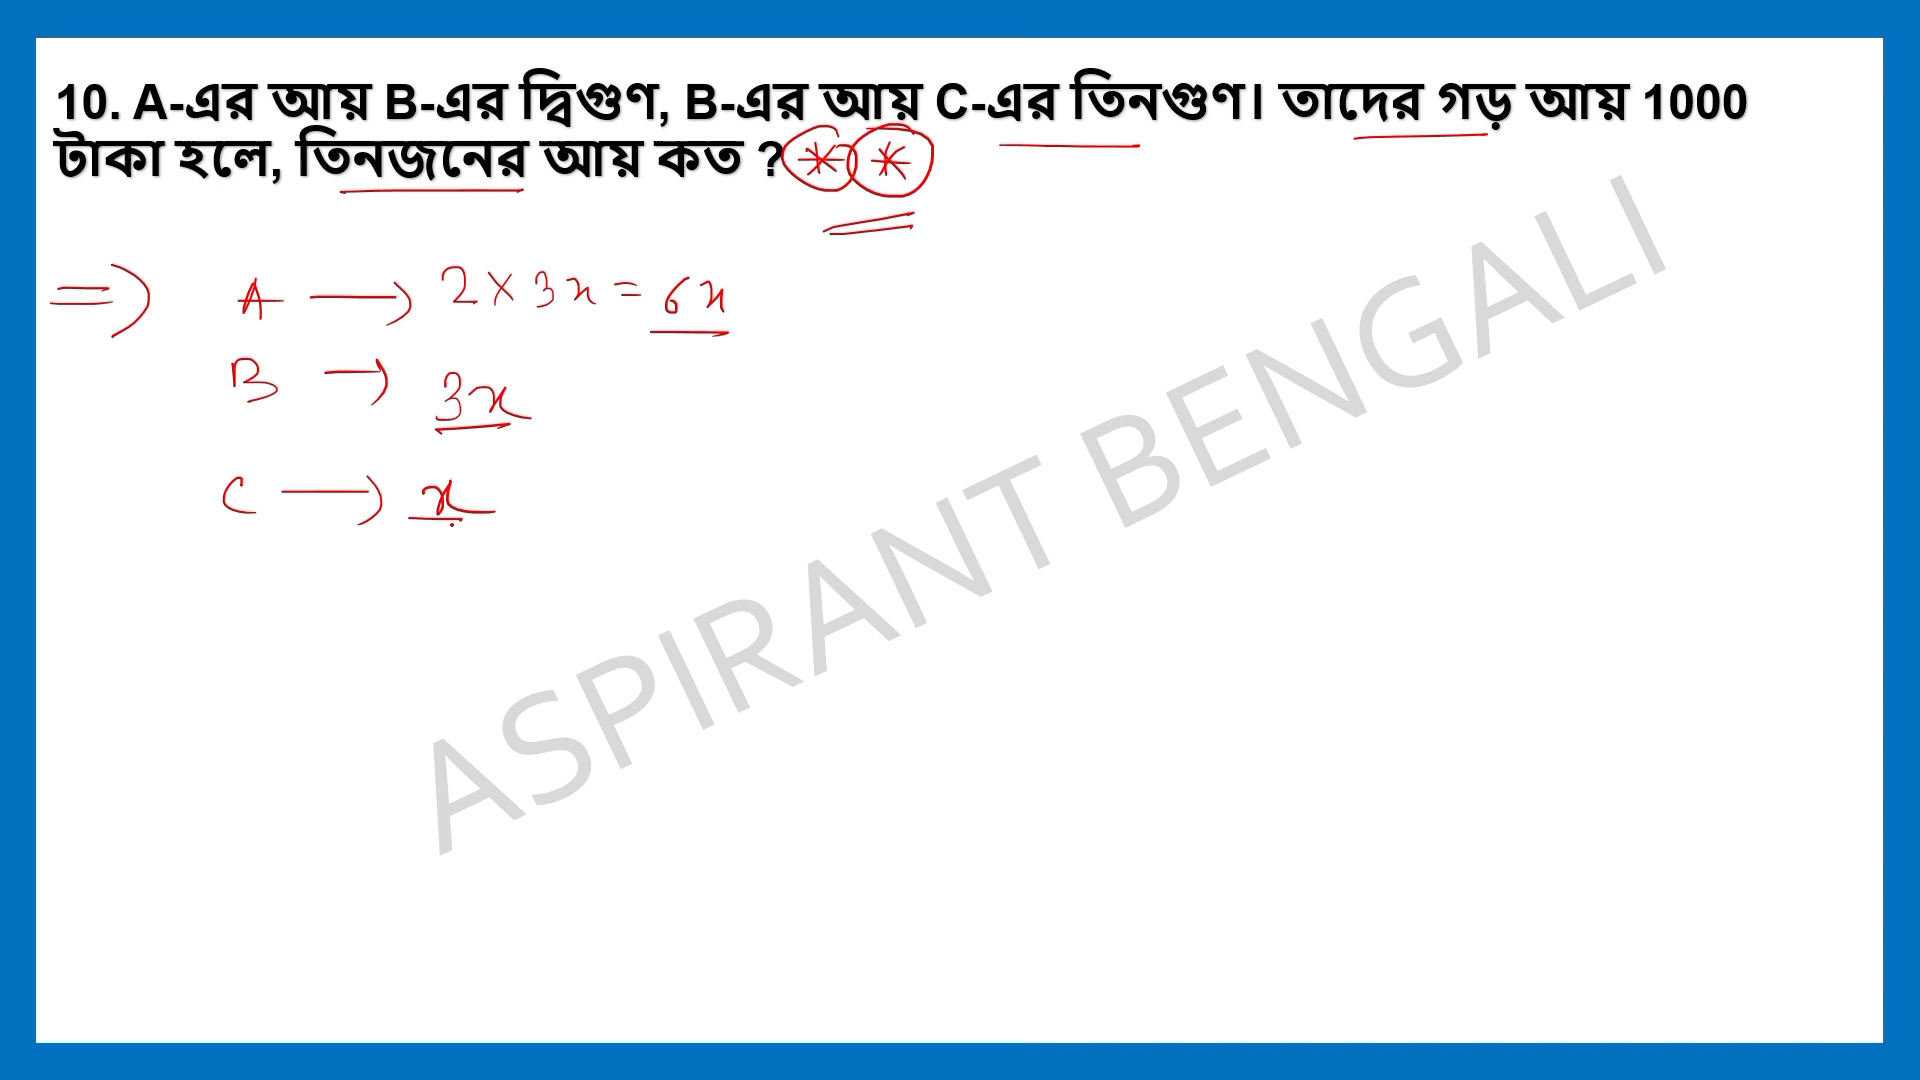 10. A-এর আয় B-এর দ্বিগুণ, B-এর আয় C-এর তিনগুণ। তাদের গড় আয় 1000
টাকা হলে, তিনজনের আয় কত ?
⇒ A → 2 × 3x = 6x
B → 3x
C → x
ASPIRANT BENGALI